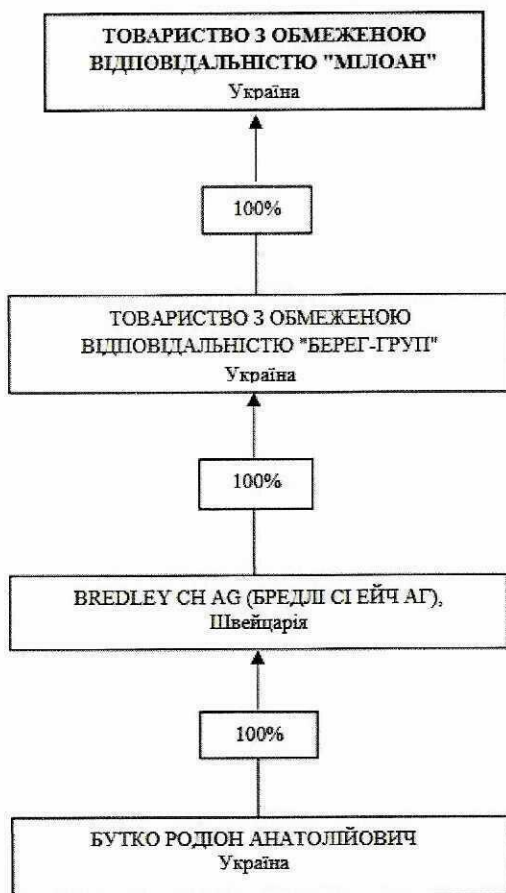 ТОВАРИСТВО З ОБМЕЖЕНОЮ
ВІДПОВІДАЛЬНІСТЮ "МІЛОАН"
Україна
100%
ТОВАРИСТВО З ОБМЕЖЕНОЮ
ВІДПОВІДАЛЬНІСТЮ "БЕРЕГ-ГРУП"
Україна
100%
BREDLEY CH AG (БРЕДЛІ СІ ЕЙЧ АГ),
Швейцарія
100%
БУТКО РОДІОН АНАТОЛІЙОВИЧ
Україна